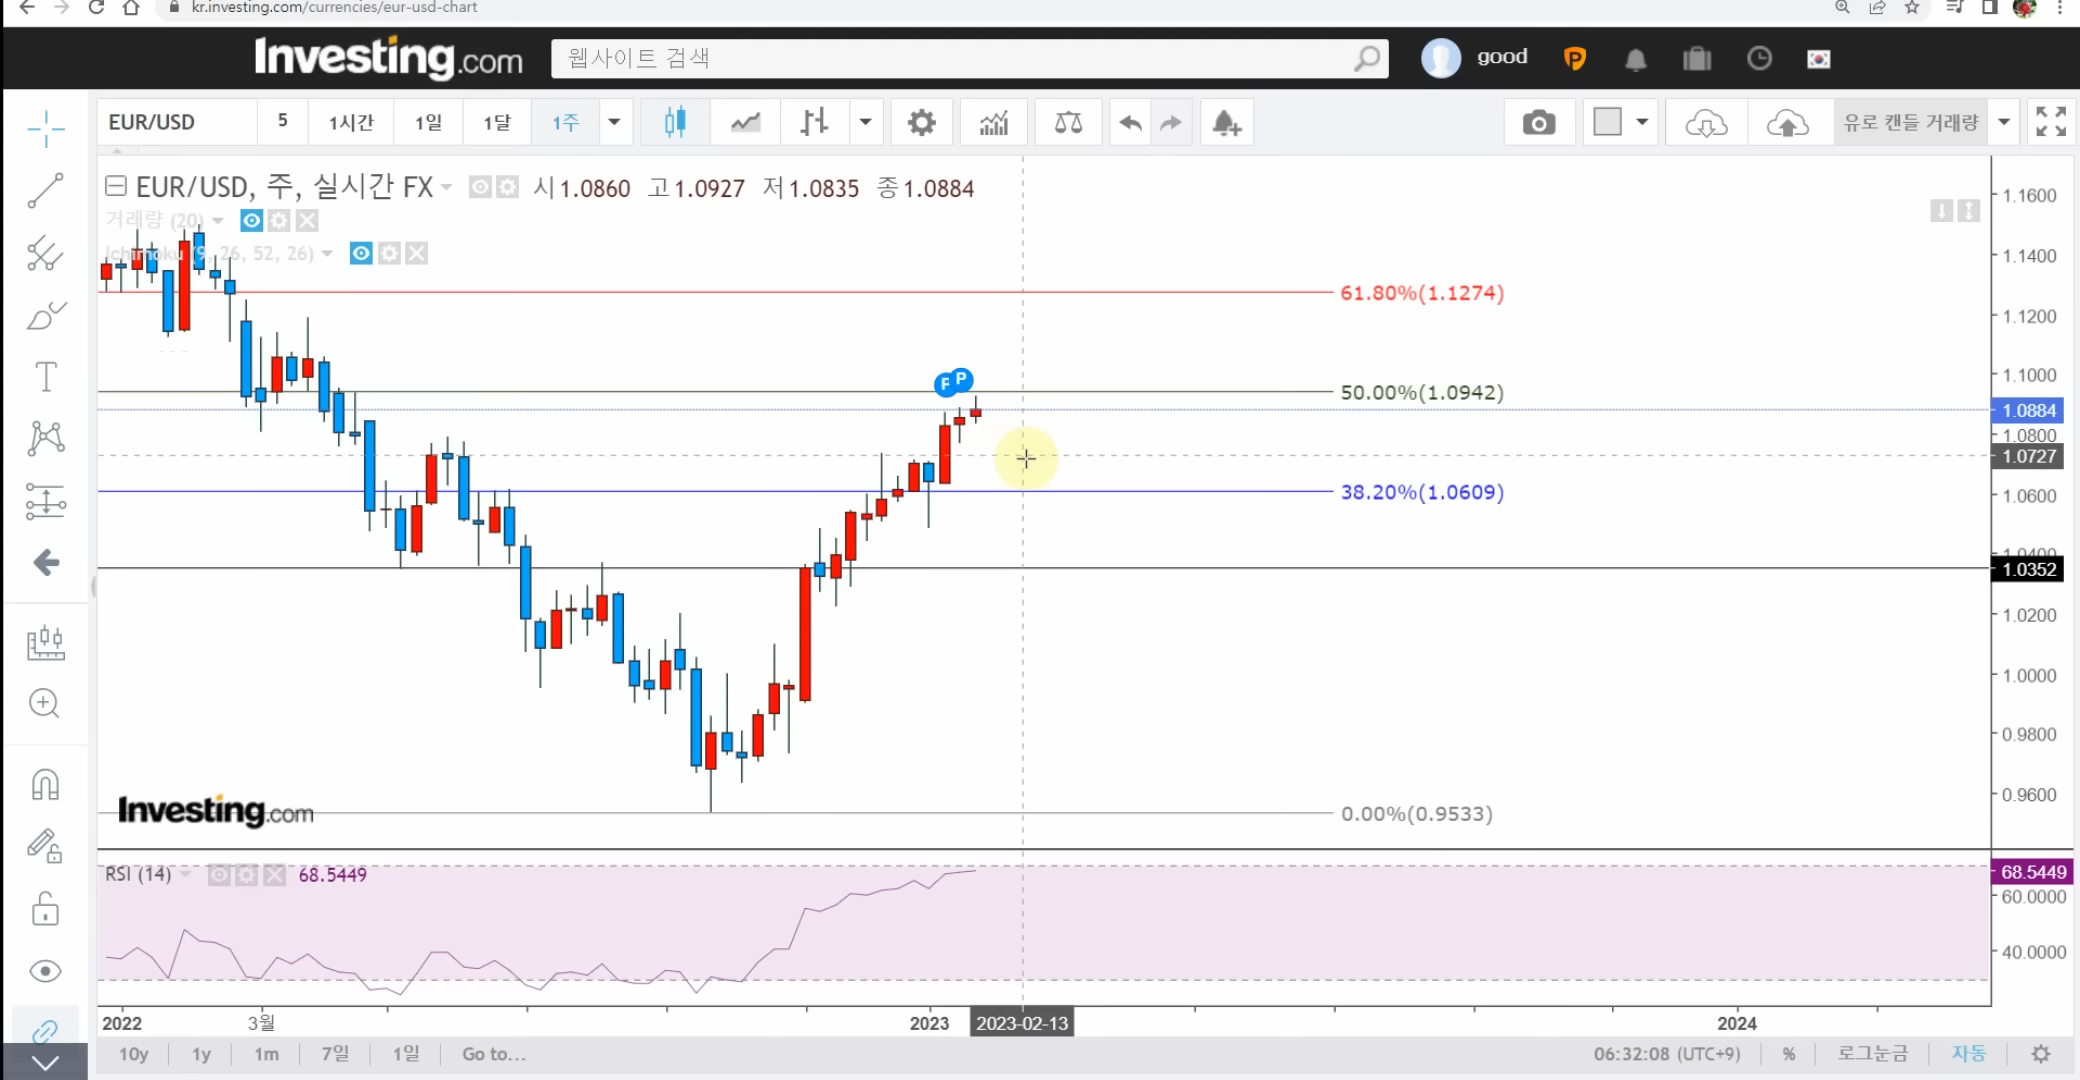 kr.investing.com/currencies/eur-usd-chart
Investing.com 웹사이트 검색 good P
EUR/USD 5 1시간 1일 1달 1주 유로 캔들 거래량
EUR/USD, 주, 실시간 FX 시1.0860 고1.0927 저1.0835 종1.0884
거래량 (20)
Ichimoku (9, 26, 52, 26)
1.1600
1.1400
61.80%(1.1274)
1.1200
1.1000
P P
50.00%(1.0942)
1.0884
1.0800
1.0727
38.20%(1.0609)
1.0600
1.0400
1.0352
1.0200
1.0000
0.9800
0.9600
Investing.com
0.00%(0.9533)
RSI (14) 68.5449
68.5449
60.0000
40.0000
2022 3월 2023 2023-02-13 2024
10y 1y 1m 7일 1일 Go to... 06:32:08 (UTC+9) % 로그눈금 자동